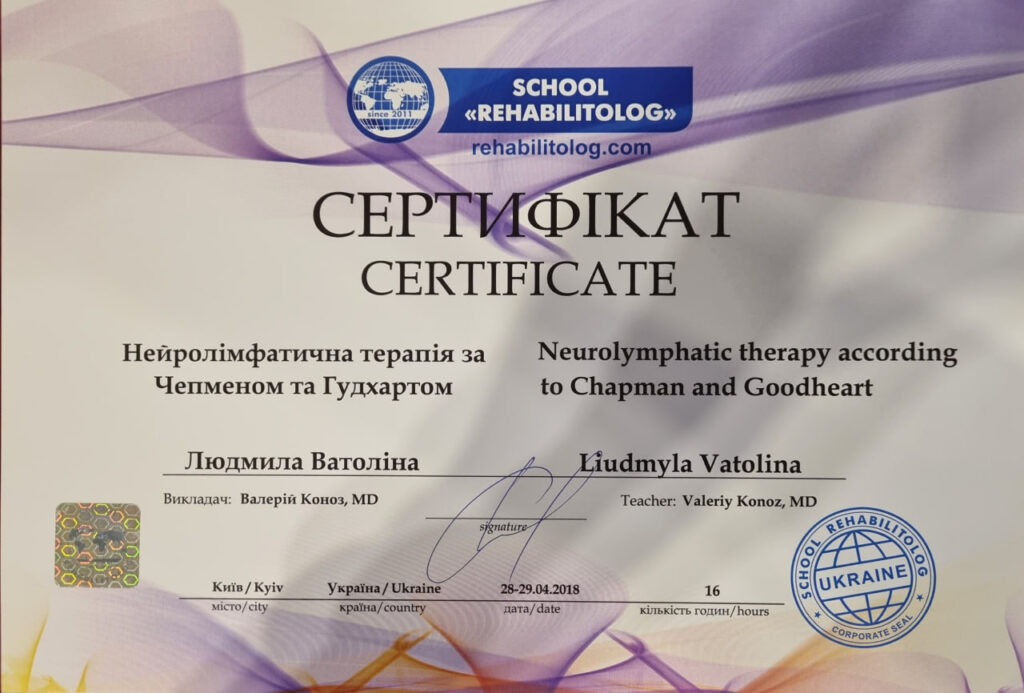 since 2011
SCHOOL
«REHABILITOLOG»
rehabilitolog.com
СЕРТИФІКАТ
CERTIFICATE
Нейролімфатична терапія за
Чепменом та Гудхартом
Neurolymphatic therapy according
to Chapman and Goodheart
Людмила Ватоліна
Liudmyla Vatolina
Викладач: Валерій Коноз, MD
Teacher: Valeriy Konoz, MD
signature
Київ / Kyiv
Україна / Ukraine
28-29.04.2018
16
місто/city
країна/country
дата/date
кількість годин/hours
SCHOOL REHABILITOLOG
UKRAINE
CORPORATE SEAL